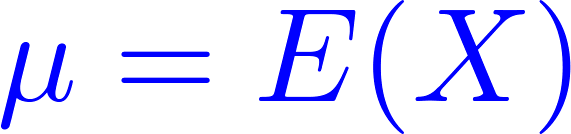 μ = E(X)